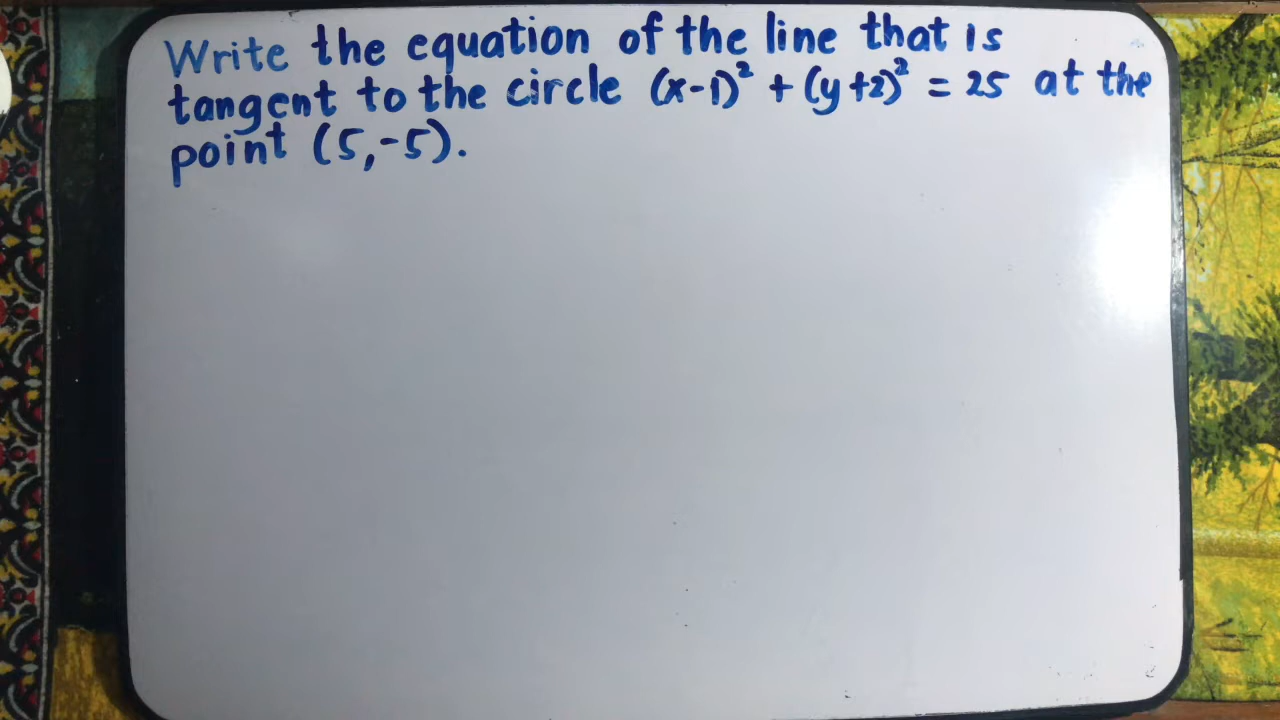 Write the equation of the line that is
tangent to the circle (x-1)² + (y+2)² = 25 at the
point (5,-5).